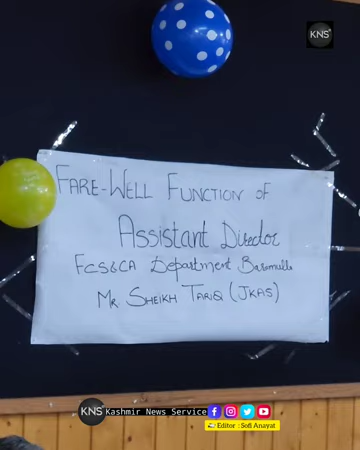 KNS
FARE-WELL FUNCTION OF
Assistant Director
FCS&CA Department Baramulla
MR SHEIKH TARIQ (JKAS)
KNS Kashmir News Service
Editor : Sofi Anayat